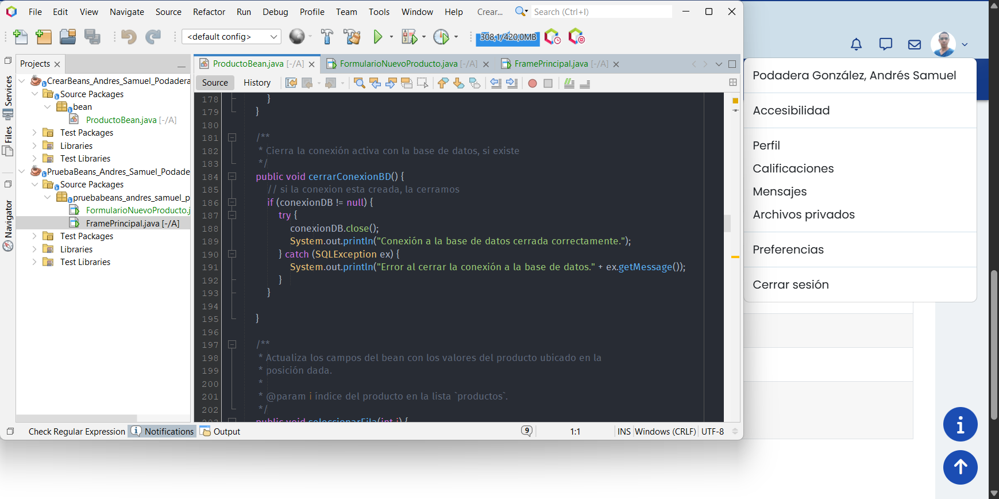 File Edit View Navigate Source Refactor Run Debug Profile Team Tools Window Help Crear... Search (Ctrl+I)
<default config> 308,1/420,0MB
Services
Files
Navigator
Projects
CrearBeans_Andres_Samuel_Podadera
Source Packages
bean
ProductoBean.java [-/A]
Test Packages
Libraries
Test Libraries
PruebaBeans_Andres_Samuel_Podade
Source Packages
pruebabeans_andres_samuel_p
FormularioNuevoProducto.j
FramePrincipal.java [-/A]
Test Packages
Libraries
Test Libraries
ProductoBean.java [-/A] FormularioNuevoProducto.java [-/A] FramePrincipal.java [-/A]
Source History
178 }
179 }
180
181 /**
182 * Cierra la conexión activa con la base de datos, si existe
183 */
184 public void cerrarConexionBD() {
185 // si la conexion esta creada, la cerramos
186 if (conexionDB != null) {
187 try {
188 conexionDB.close();
189 System.out.println("Conexión a la base de datos cerrada correctamente.");
190 } catch (SQLException ex) {
191 System.out.println("Error al cerrar la conexión a la base de datos." + ex.getMessage());
192 }
193 }
194
195 }
196
197 /**
198 * Actualiza los campos del bean con los valores del producto ubicado en la
199 * posición dada.
200 *
201 * @param i índice del producto en la lista `productos`.
202 */
203 public void seleccionarFila(int i) {
Check Regular Expression Notifications Output 9 1:1 INS Windows (CRLF) UTF-8
Podadera González, Andrés Samuel
Accesibilidad
Perfil
Calificaciones
Mensajes
Archivos privados
Preferencias
Cerrar sesión